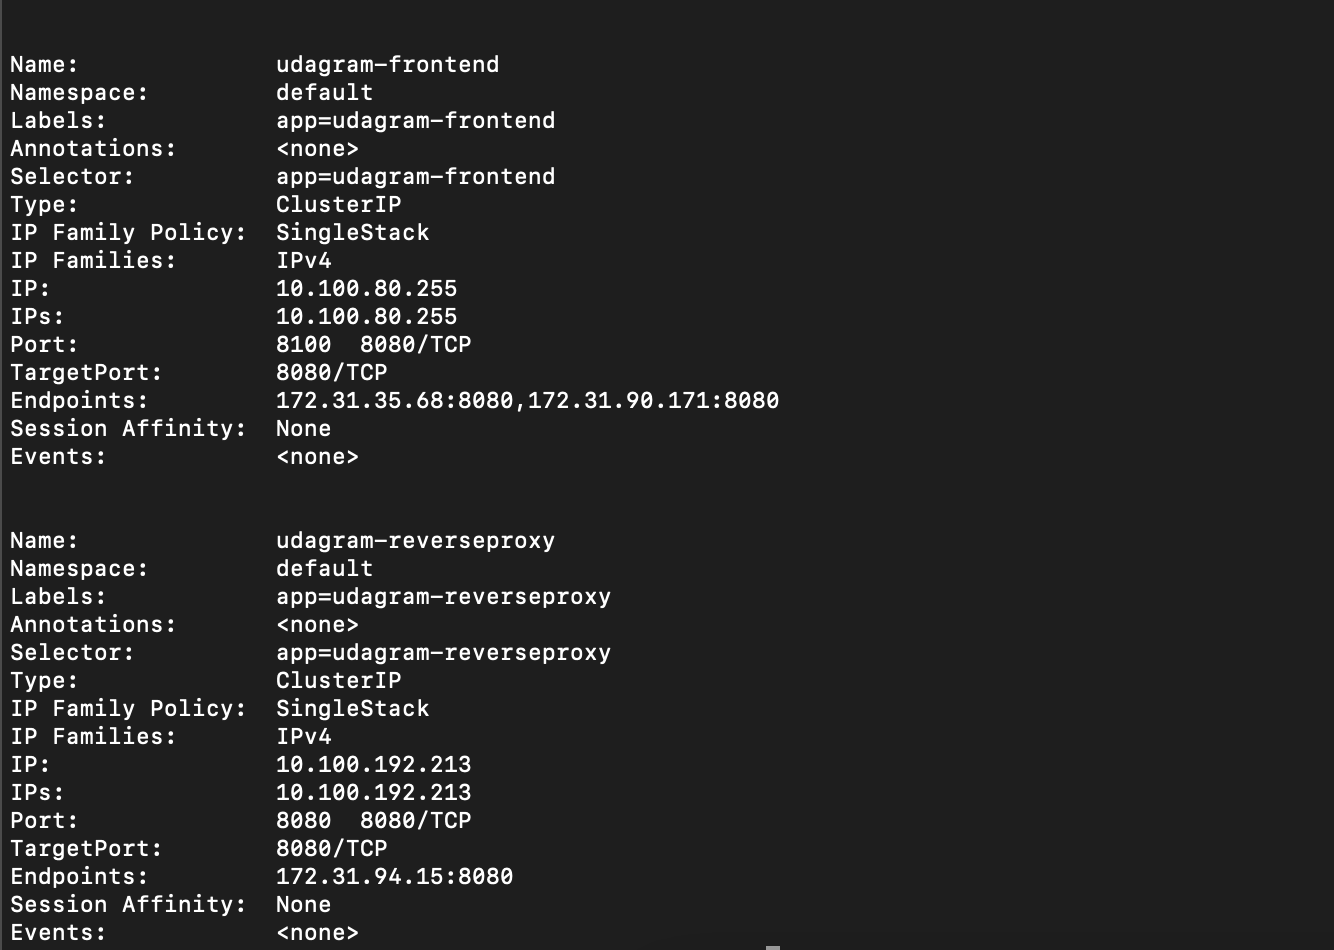 Name:              udagram-frontend
Namespace:         default
Labels:            app=udagram-frontend
Annotations:       <none>
Selector:          app=udagram-frontend
Type:              ClusterIP
IP Family Policy:  SingleStack
IP Families:       IPv4
IP:                10.100.80.255
IPs:               10.100.80.255
Port:              8100  8080/TCP
TargetPort:        8080/TCP
Endpoints:         172.31.35.68:8080,172.31.90.171:8080
Session Affinity:  None
Events:            <none>
Name:              udagram-reverseproxy
Namespace:         default
Labels:            app=udagram-reverseproxy
Annotations:       <none>
Selector:          app=udagram-reverseproxy
Type:              ClusterIP
IP Family Policy:  SingleStack
IP Families:       IPv4
IP:                10.100.192.213
IPs:               10.100.192.213
Port:              8080  8080/TCP
TargetPort:        8080/TCP
Endpoints:         172.31.94.15:8080
Session Affinity:  None
Events:            <none>